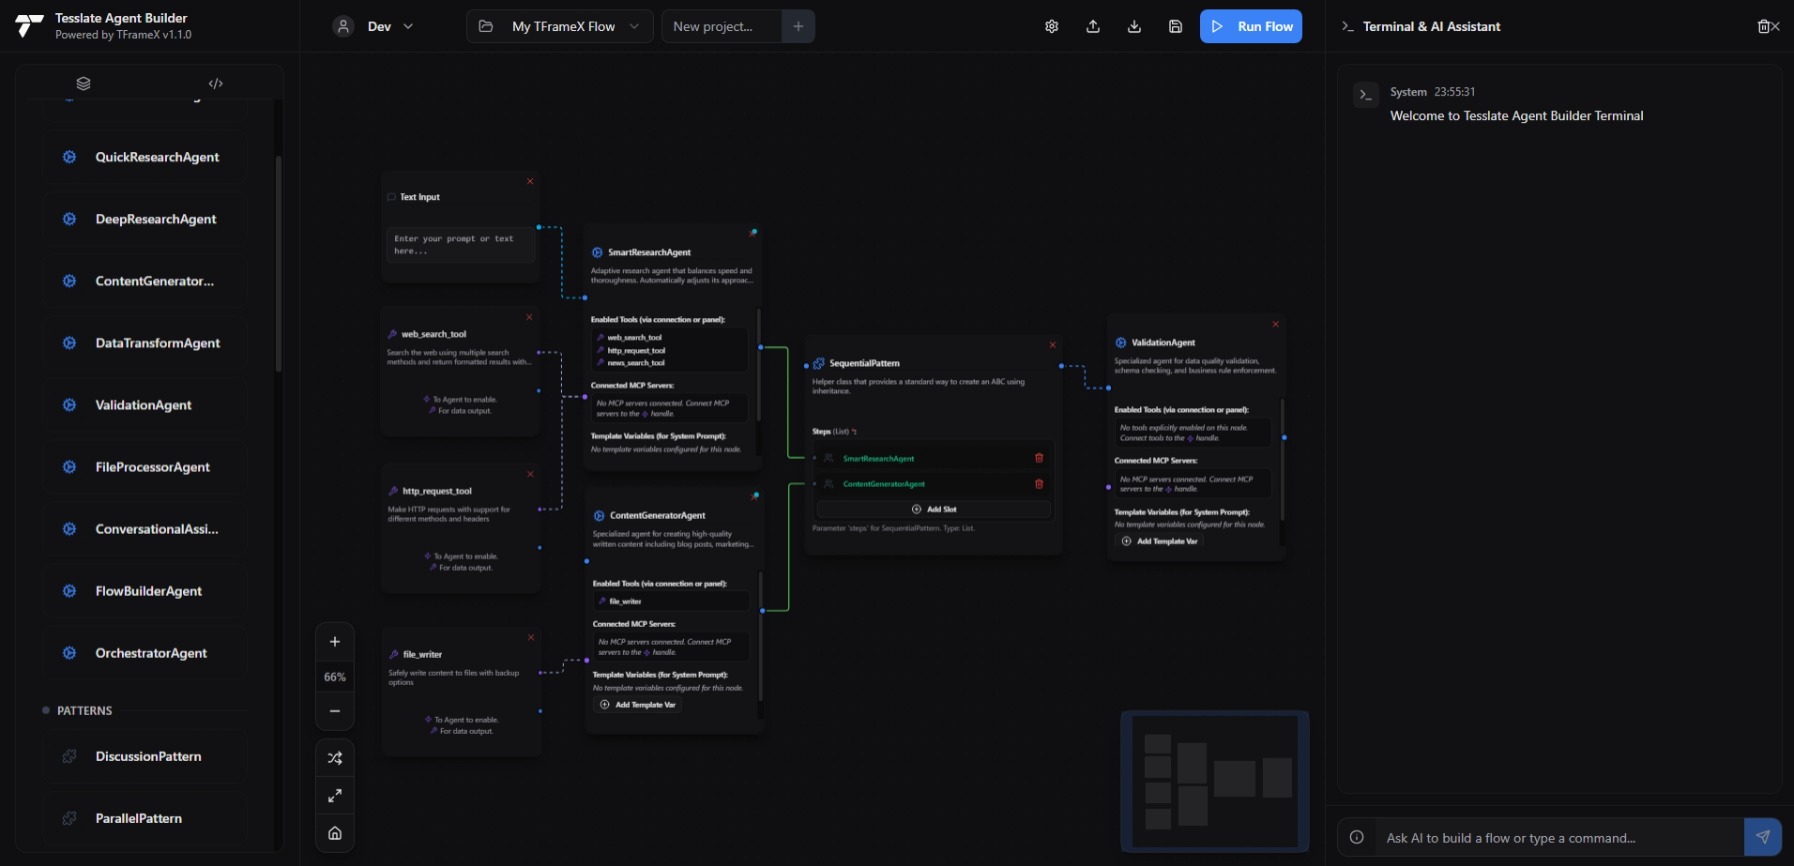 Tesslate Agent Builder
Powered by TFrameX v1.1.0
Dev
My TFrameX Flow
New project...
Run Flow
Terminal & AI Assistant
QuickResearchAgent
DeepResearchAgent
ContentGenerator...
DataTransformAgent
ValidationAgent
FileProcessorAgent
ConversationalAssi...
FlowBuilderAgent
OrchestratorAgent
PATTERNS
DiscussionPattern
ParallelPattern
66%
Text Input
Enter your prompt or text
here...
web_search_tool
Search the web using multiple search
methods and return formatted results with...
To Agent to enable.
For data output.
http_request_tool
Make HTTP requests with support for
different methods and headers
To Agent to enable.
For data output.
file_writer
Safely write content to files with backup
options
To Agent to enable.
For data output.
SmartResearchAgent
Adaptive research agent that balances speed and
thoroughness. Automatically adjusts its approac...
Enabled Tools (via connection or panel):
web_search_tool
http_request_tool
news_search_tool
Connected MCP Servers:
No MCP servers connected. Connect MCP
servers to the handle.
Template Variables (for System Prompt):
No template variables configured for this node.
ContentGeneratorAgent
Specialized agent for creating high-quality
written content including blog posts, marketing...
Enabled Tools (via connection or panel):
file_writer
Connected MCP Servers:
No MCP servers connected. Connect MCP
servers to the handle.
Template Variables (for System Prompt):
No template variables configured for this node.
Add Template Var
SequentialPattern
Helper class that provides a standard way to create an ABC using
inheritance.
Steps (List) *:
SmartResearchAgent
ContentGeneratorAgent
Add Slot
Parameter 'steps' for SequentialPattern. Type: List.
ValidationAgent
Specialized agent for data quality validation,
schema checking, and business rule enforcement.
Enabled Tools (via connection or panel):
No tools explicitly enabled on this node.
Connect tools to the handle.
Connected MCP Servers:
No MCP servers connected. Connect MCP
servers to the handle.
Template Variables (for System Prompt):
No template variables configured for this node.
Add Template Var
System 23:55:31
Welcome to Tesslate Agent Builder Terminal
Ask AI to build a flow or type a command...